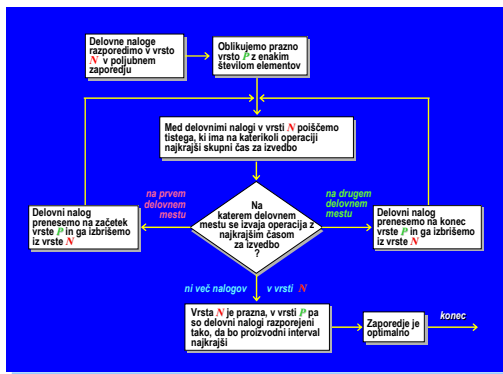 Delovne naloge
razporedimo v vrsto
N v poljubnem
zaporedju
Oblikujemo prazno
vrsto P z enakim
številom elementov
Med delovnimi nalogi v vrsti N poiščemo
tistega, ki ima na katerikoli operaciji
najkrajši skupni čas za izvedbo
na prvem
delovnem
mestu
na drugem
delovnem
mestu
Na
katerem delovnem
mestu se izvaja operacija z
najkrajšim časom
za izvedbo
?
Delovni nalog
prenesemo na začetek
vrste P in ga izbrišemo
iz vrste N
Delovni nalog
prenesemo na konec
vrste P in ga izbrišemo
iz vrste N
ni več nalogov v vrsti N
Vrsta N je prazna, v vrsti P pa
so delovni nalogi razporejeni
tako, da bo proizvodni interval
najkrajši
Zaporedje je
optimalno
konec